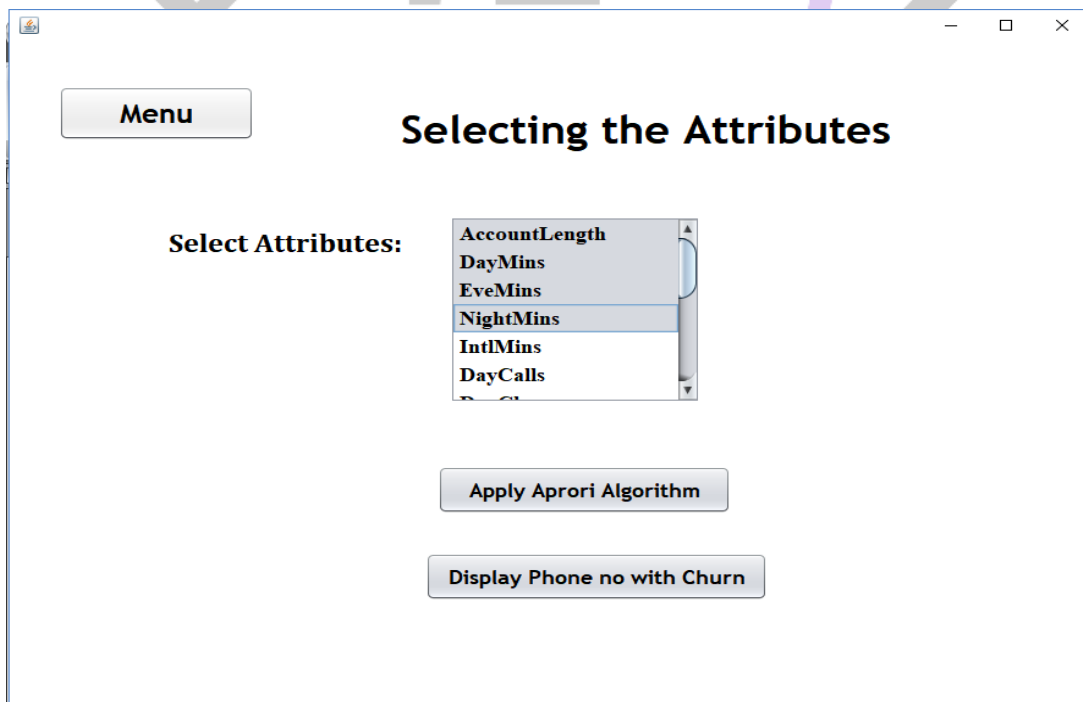 Menu
Selecting the Attributes
Select Attributes:
AccountLength
DayMins
EveMins
NightMins
IntlMins
DayCalls
Apply Aprori Algorithm
Display Phone no with Churn